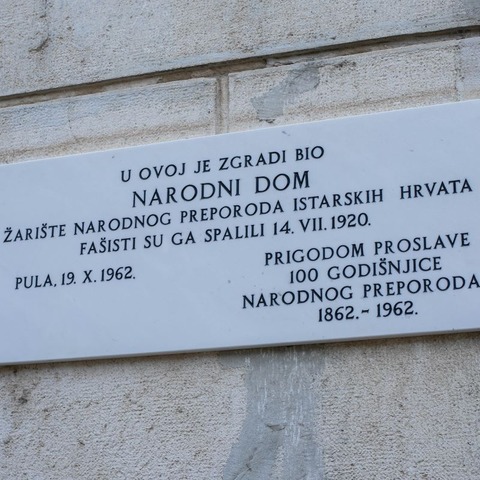 U OVOJ JE ZGRADI BIO
NARODNI DOM
ŽARIŠTE NARODNOG PREPORODA ISTARSKIH HRVATA
FAŠISTI SU GA SPALILI 14. VII. 1920.
PULA, 19. X. 1962.
PRIGODOM PROSLAVE
100 GODIŠNJICE
NARODNOG PREPORODA
1862.~ 1962.